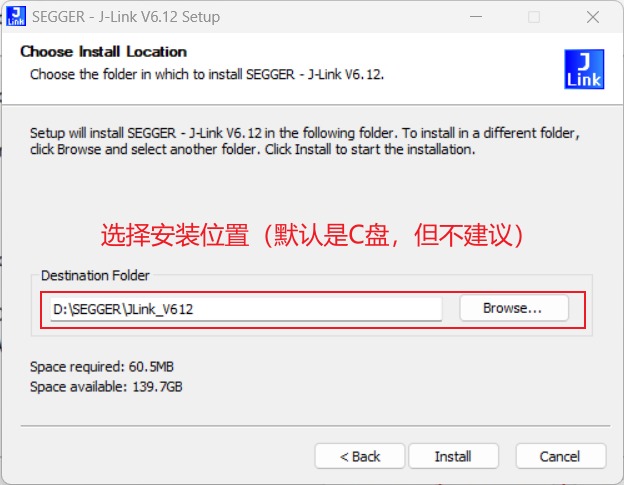 SEGGER - J-Link V6.12 Setup
Choose Install Location
Choose the folder in which to install SEGGER - J-Link V6.12.
J
Link
Setup will install SEGGER - J-Link V6.12 in the following folder. To install in a different folder,
click Browse and select another folder. Click Install to start the installation.
选择安装位置（默认是C盘，但不建议）
Destination Folder
D:\SEGGER\JLink_V612
Browse...
Space required: 60.5MB
Space available: 139.7GB
< Back
Install
Cancel